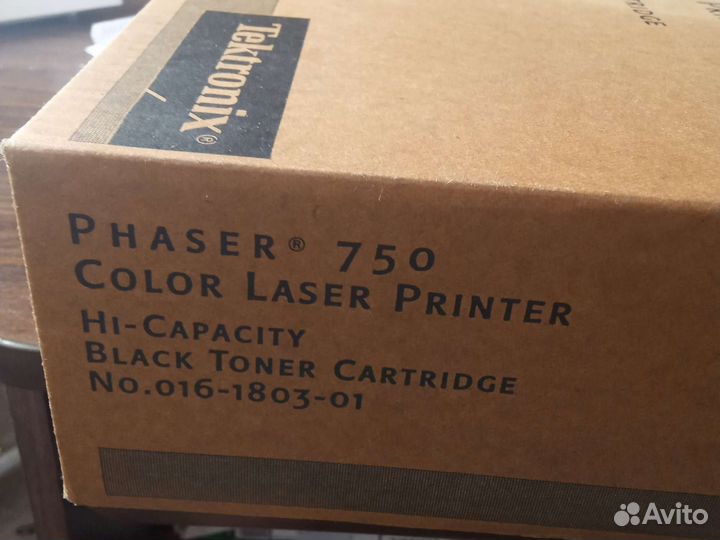 Tektronix®
PHASER® 750
COLOR LASER PRINTER
HI-CAPACITY
BLACK TONER CARTRIDGE
No.016-1803-01
Avito